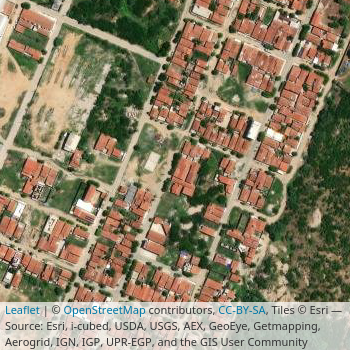 Leaflet | © OpenStreetMap contributors, CC-BY-SA, Tiles © Esri —
Source: Esri, i-cubed, USDA, USGS, AEX, GeoEye, Getmapping,
Aerogrid, IGN, IGP, UPR-EGP, and the GIS User Community